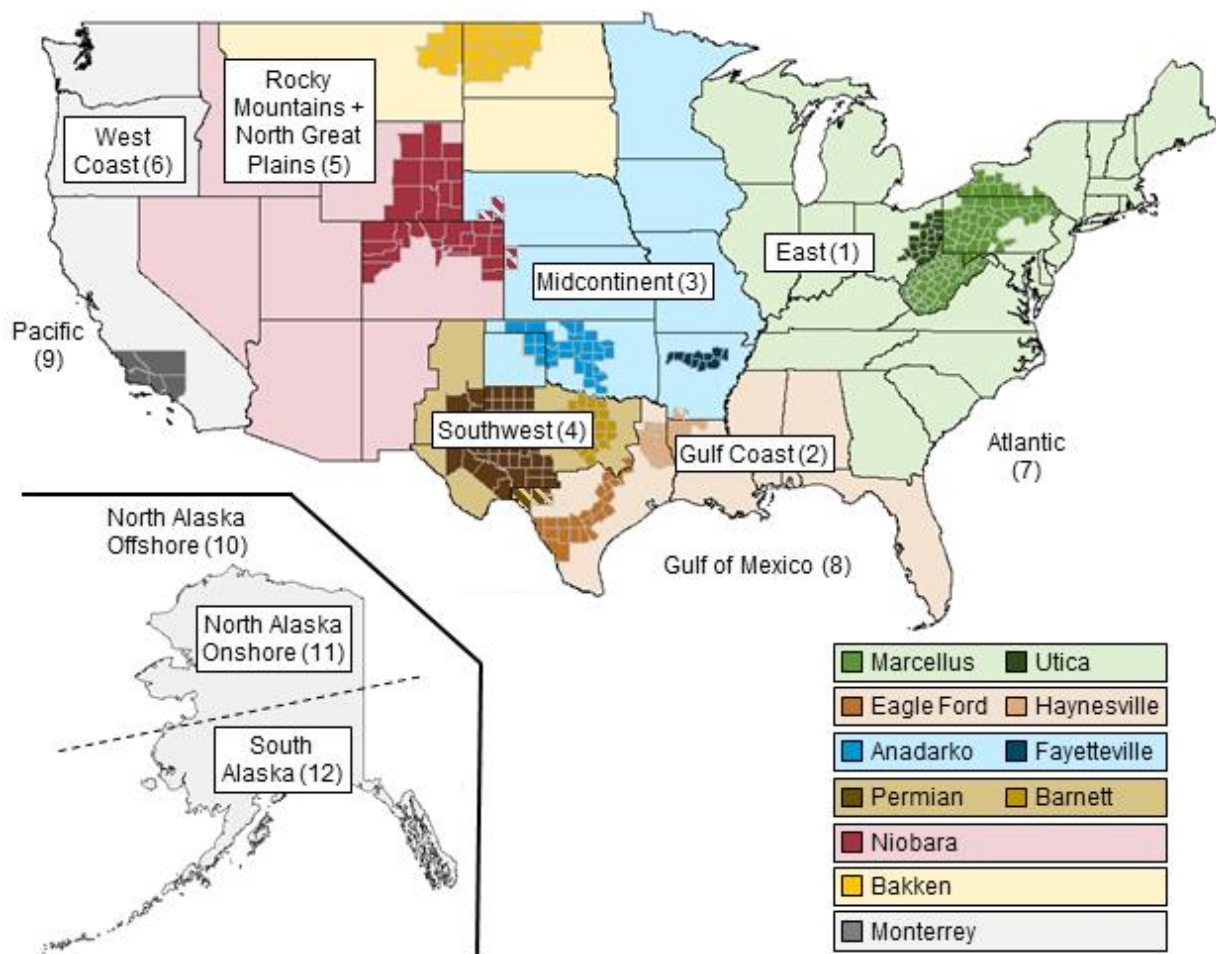 Rocky
Mountains +
North Great
Plains (5)
West
Coast (6)
East (1)
Midcontinent (3)
Pacific
(9)
Southwest (4)
Gulf Coast (2)
Atlantic
(7)
North Alaska
Offshore (10)
Gulf of Mexico (8)
North Alaska
Onshore (11)
South
Alaska (12)
Marcellus Utica
Eagle Ford Haynesville
Anadarko Fayetteville
Permian Barnett
Niobara
Bakken
Monterrey